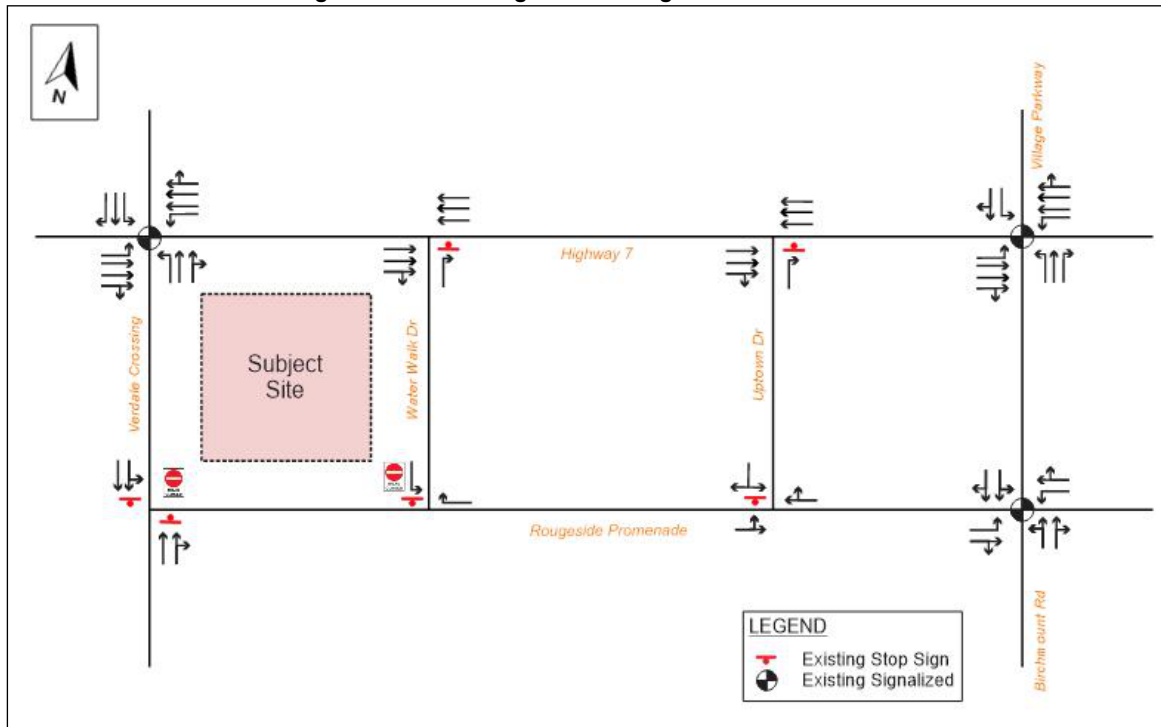 N
Village Parkway
Highway 7
Verdale Crossing
Subject
Site
Water Walk Dr
Uptown Dr
Rougeside Promenade
Birchmount Rd
LEGEND
Existing Stop Sign
Existing Signalized